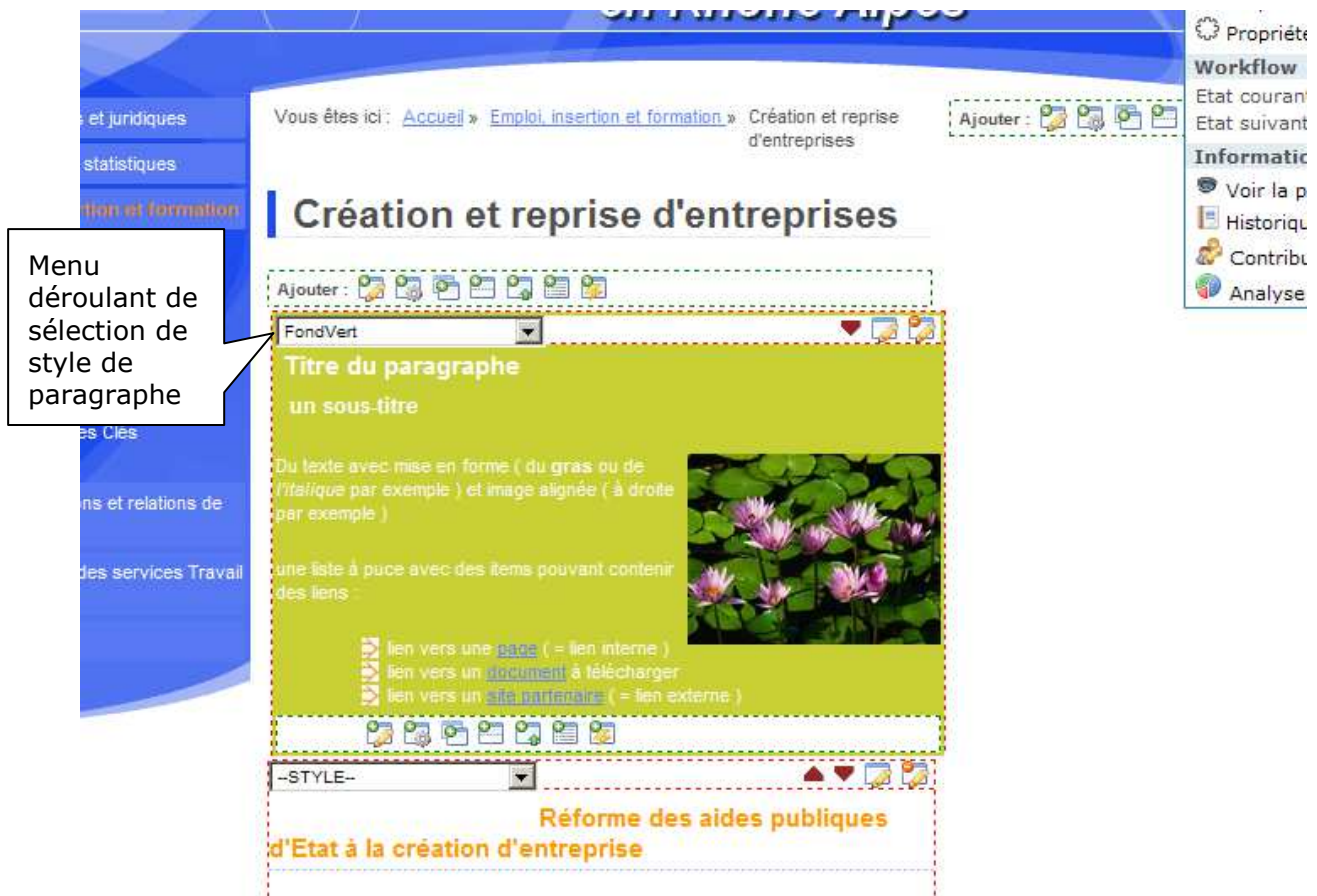 en Rhône Alpes
Propriéte
Workflow
Etat courant
Etat suivant
Informatio
Voir la p
Historiqu
Contribu
Analyse
s et juridiques
statistiques
tion et formation
es Clés
ns et relations de
des services Travail
Vous êtes ici : Accueil » Emploi, insertion et formation » Création et reprise
d'entreprises
Ajouter :
Création et reprise d'entreprises
Menu
déroulant de
sélection de
style de
paragraphe
Ajouter :
FondVert
Titre du paragraphe
un sous-titre
Du texte avec mise en forme ( du gras ou de
l'italique par exemple ) et image alignée ( à droite
par exemple )
une liste à puce avec des items pouvant contenir
des liens :
lien vers une page ( = lien interne )
lien vers un document à télécharger
lien vers un site partenaire ( = lien externe )
--STYLE--
Réforme des aides publiques
d'Etat à la création d'entreprise